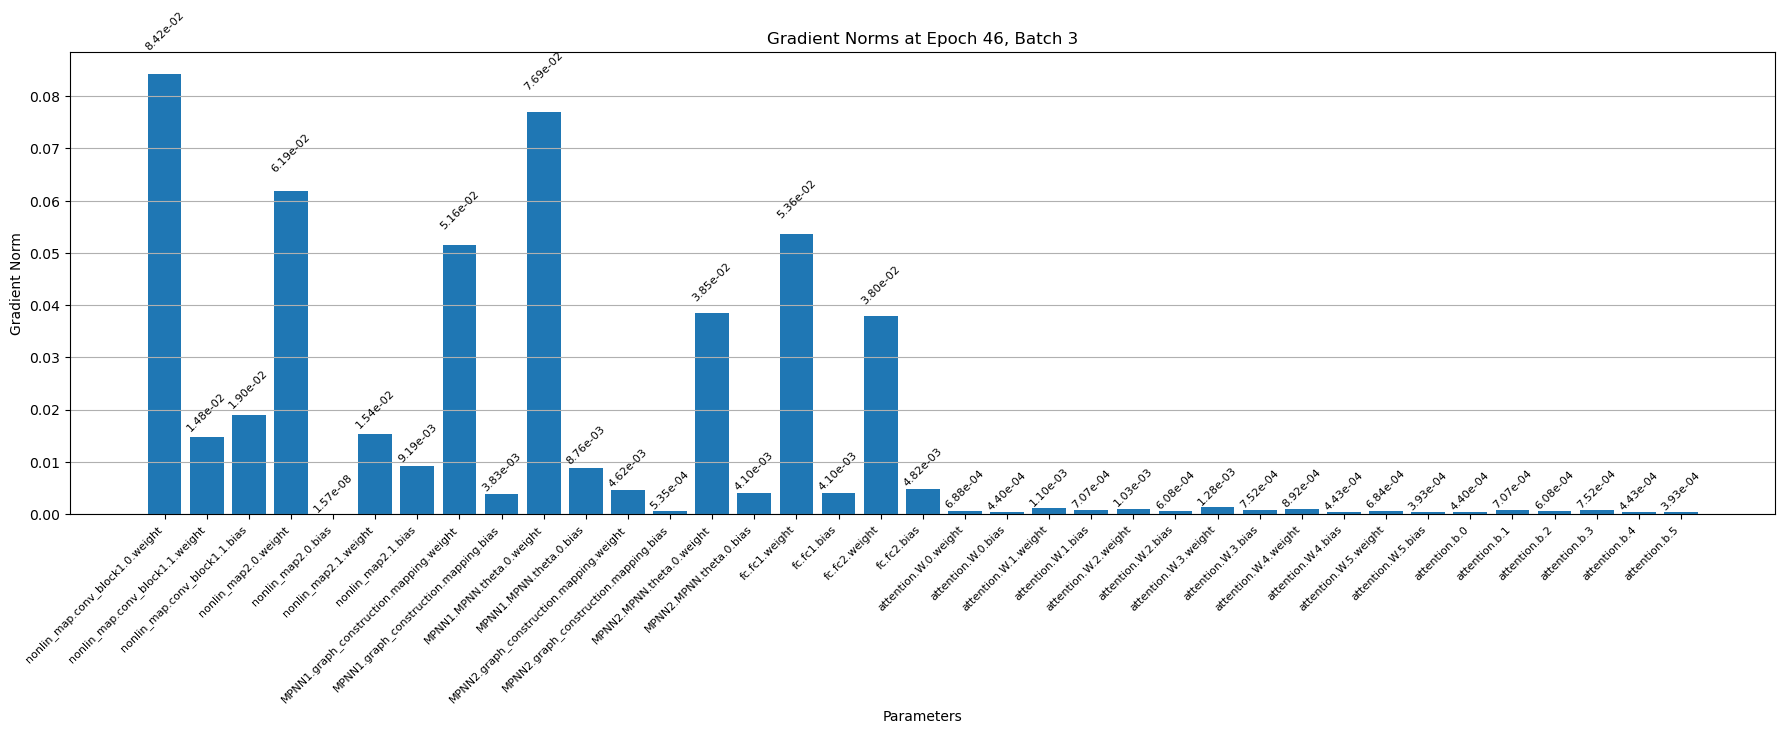 Gradient Norms at Epoch 46, Batch 3
Gradient Norm
0.08
0.07
0.06
0.05
0.04
0.03
0.02
0.01
0.00
8.42e-02
1.48e-02
1.90e-02
6.19e-02
1.57e-08
1.54e-02
9.19e-03
5.16e-02
3.83e-03
7.69e-02
8.76e-03
4.62e-03
5.35e-04
3.85e-02
4.10e-03
5.36e-02
4.10e-03
3.80e-02
4.82e-03
6.88e-04
4.40e-04
1.10e-03
7.07e-04
1.03e-03
6.08e-04
1.28e-03
7.52e-04
8.92e-04
4.43e-04
6.84e-04
3.93e-04
4.40e-04
7.07e-04
6.08e-04
7.52e-04
4.43e-04
3.93e-04
nonlin_map.conv_block1.0.weight
nonlin_map.conv_block1.1.weight
nonlin_map.conv_block1.1.bias
nonlin_map2.0.weight
nonlin_map2.0.bias
nonlin_map2.1.weight
nonlin_map2.1.bias
MPNN1.graph_construction.mapping.weight
MPNN1.graph_construction.mapping.bias
MPNN1.MPNN.theta.0.weight
MPNN1.MPNN.theta.0.bias
MPNN2.graph_construction.mapping.weight
MPNN2.graph_construction.mapping.bias
MPNN2.MPNN.theta.0.weight
MPNN2.MPNN.theta.0.bias
fc.fc1.weight
fc.fc1.bias
fc.fc2.weight
fc.fc2.bias
attention.W.0.weight
attention.W.0.bias
attention.W.1.weight
attention.W.1.bias
attention.W.2.weight
attention.W.2.bias
attention.W.3.weight
attention.W.3.bias
attention.W.4.weight
attention.W.4.bias
attention.W.5.weight
attention.W.5.bias
attention.b.0
attention.b.1
attention.b.2
attention.b.3
attention.b.4
attention.b.5
Parameters